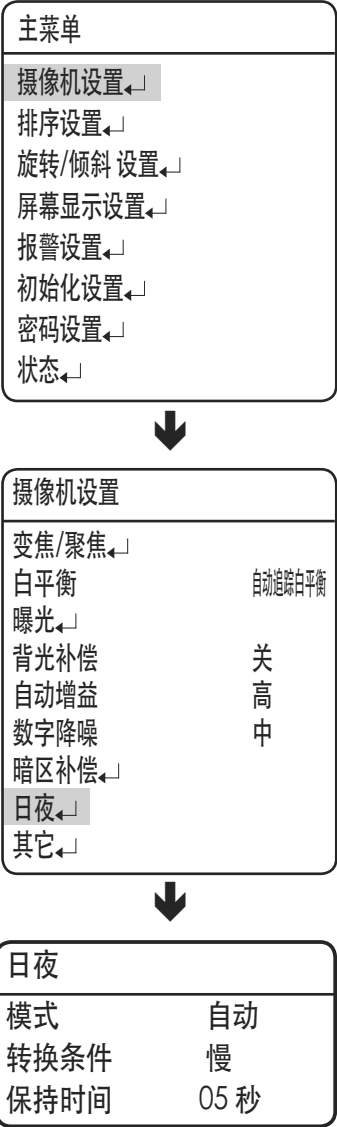 主菜单
摄像机设置↵
排序设置↵
旋转/倾斜 设置↵
屏幕显示设置↵
报警设置↵
初始化设置↵
密码设置↵
状态↵
摄像机设置
变焦/聚焦↵
白平衡 自动追踪白平衡
曝光↵
背光补偿 关
自动增益 高
数字降噪 中
暗区补偿↵
日夜↵
其它↵
日夜
模式 自动
转换条件 慢
保持时间 05 秒